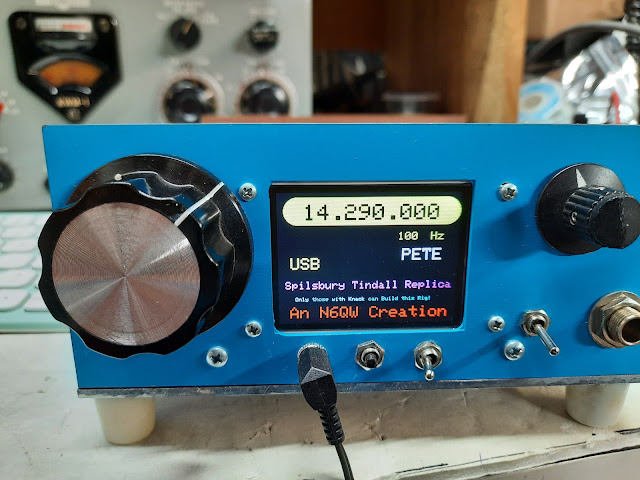 14.290.000
100 Hz
USB PETE
Spilsbury Tindall Replica
Only those with Knack can Build this Rig!
An N6QW Creation